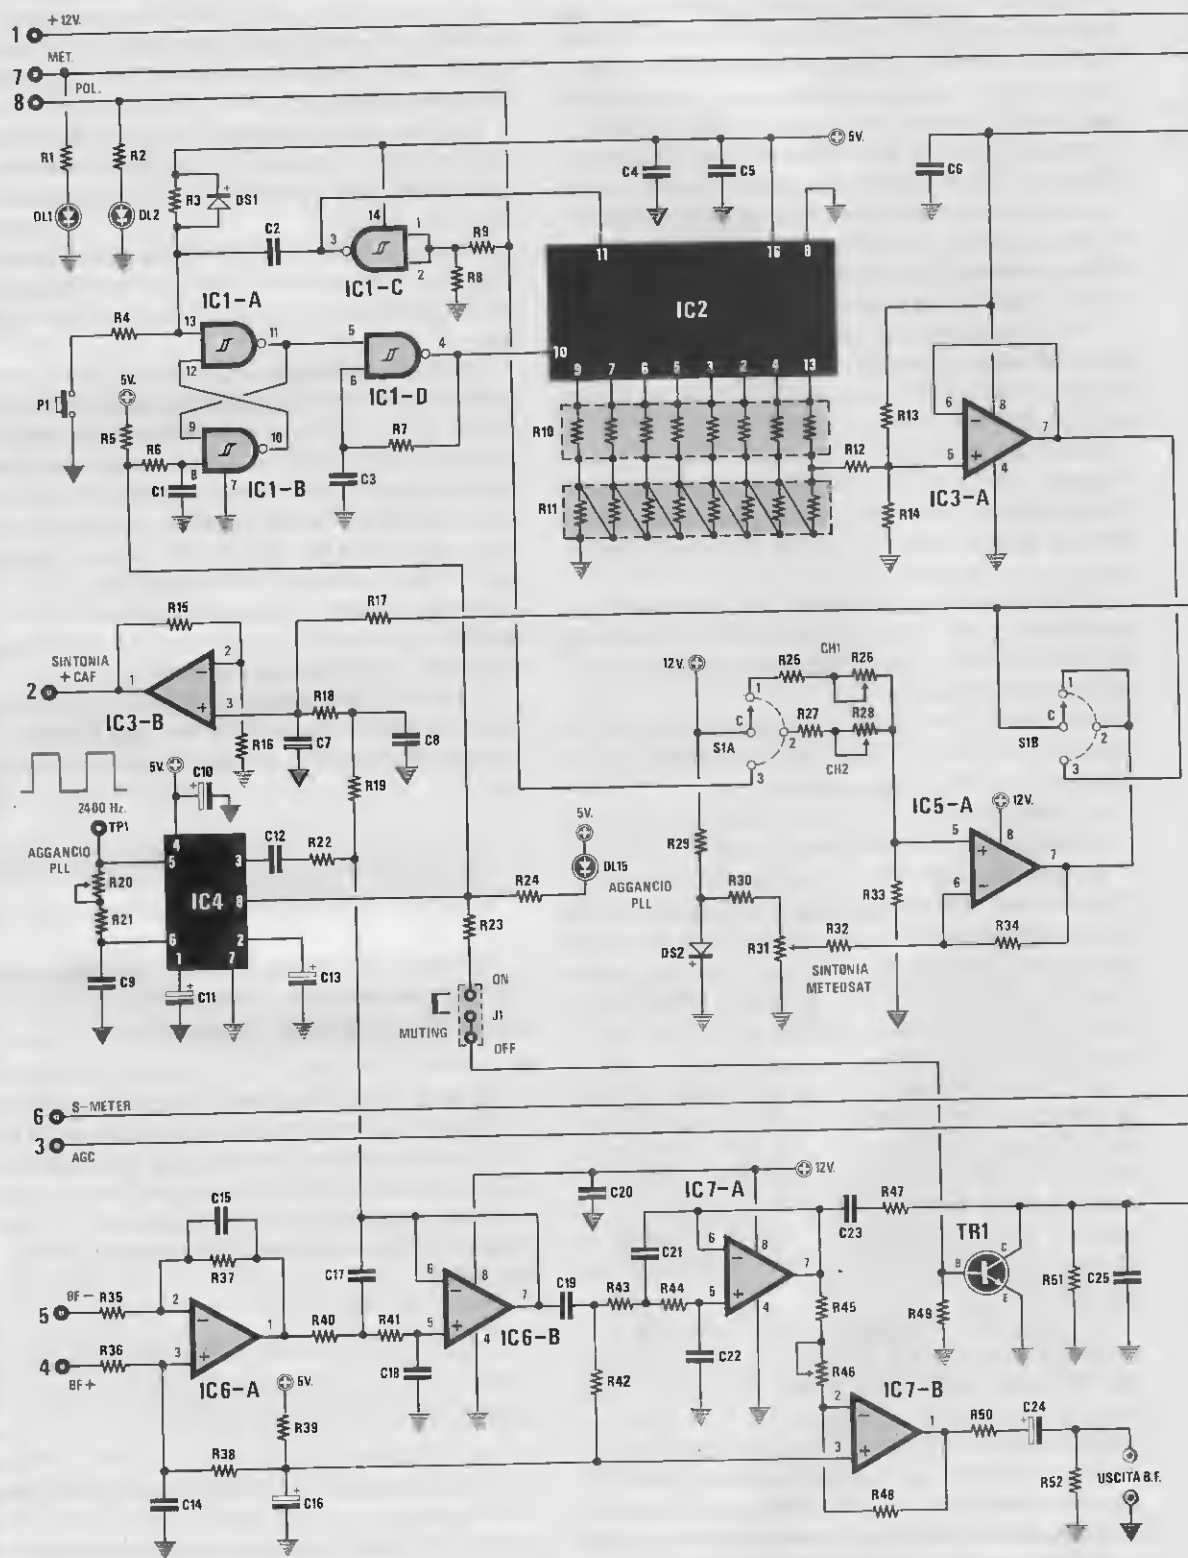 +12V.
1
MET.
7
POL.
8
R1
R2
DL1
DL2
R3
DS1
C2
3
14
1
2
IC1-C
R9
R8
C4
C5
5V.
C6
11
16
8
IC2
10
9 7 6 5 3 2 4 13
R10
R11
R12
R13
R14
6
5
8
4
7
IC3-A
IC1-A
R4
13
12
11
5
6
4
IC1-D
P1
5V.
R5
R6
9
8
10
7
C1
IC1-B
R7
C3
R15
R17
SINTONIA
+ CAF
2
1
2
3
IC3-B
R16
R18
C7
C8
R19
12V.
1
C
2
3
S1A
R25
CH1
R26
R27
R28
CH2
1
C
2
3
S1B
2400 Hz.
TP1
AGGANCIO
PLL
R20
R21
C9
5V.
C10
4
5
3
IC4
8
6
2
1
7
C12
R22
C11
C13
R24
5V.
DL15
AGGANCIO
PLL
R23
ON
J1
MUTING
OFF
R29
R30
DS2
R31
R32
SINTONIA
METEOSAT
R33
IC5-A
12V.
5
6
8
7
R34
6
S-METER
3
AGC
C15
R37
5
BF-
R35
4
BF+
R36
2
3
1
IC6-A
C14
R38
5V.
R39
C16
R40
C17
R41
C18
6
5
8
4
7
IC6-B
C19
C20
12V.
IC7-A
C21
R43
R44
R42
C22
6
5
8
4
7
C23
R47
R45
R46
TR1
B
C
E
R49
R51
C25
IC7-B
2
3
1
R48
R50
C24
R52
USCITA B.F.